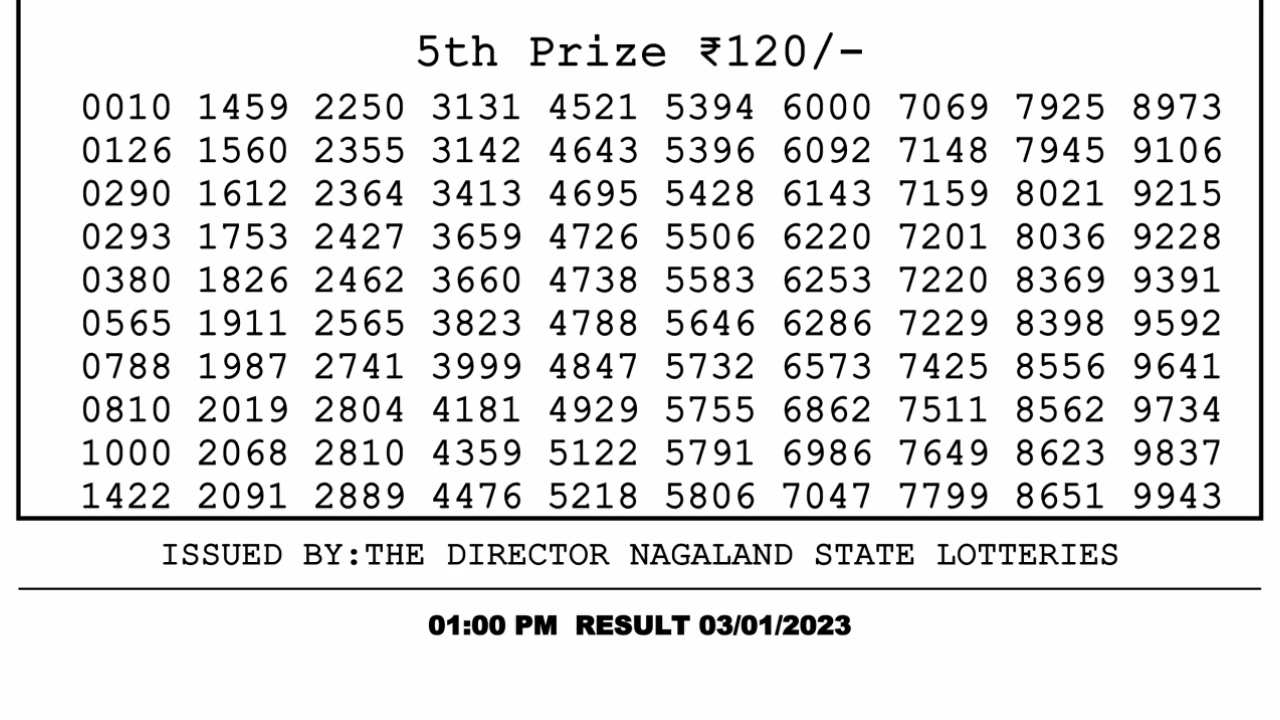 5th Prize ₹120/-
0010 1459 2250 3131 4521 5394 6000 7069 7925 8973
0126 1560 2355 3142 4643 5396 6092 7148 7945 9106
0290 1612 2364 3413 4695 5428 6143 7159 8021 9215
0293 1753 2427 3659 4726 5506 6220 7201 8036 9228
0380 1826 2462 3660 4738 5583 6253 7220 8369 9391
0565 1911 2565 3823 4788 5646 6286 7229 8398 9592
0788 1987 2741 3999 4847 5732 6573 7425 8556 9641
0810 2019 2804 4181 4929 5755 6862 7511 8562 9734
1000 2068 2810 4359 5122 5791 6986 7649 8623 9837
1422 2091 2889 4476 5218 5806 7047 7799 8651 9943
ISSUED BY:THE DIRECTOR NAGALAND STATE LOTTERIES
01:00 PM RESULT 03/01/2023